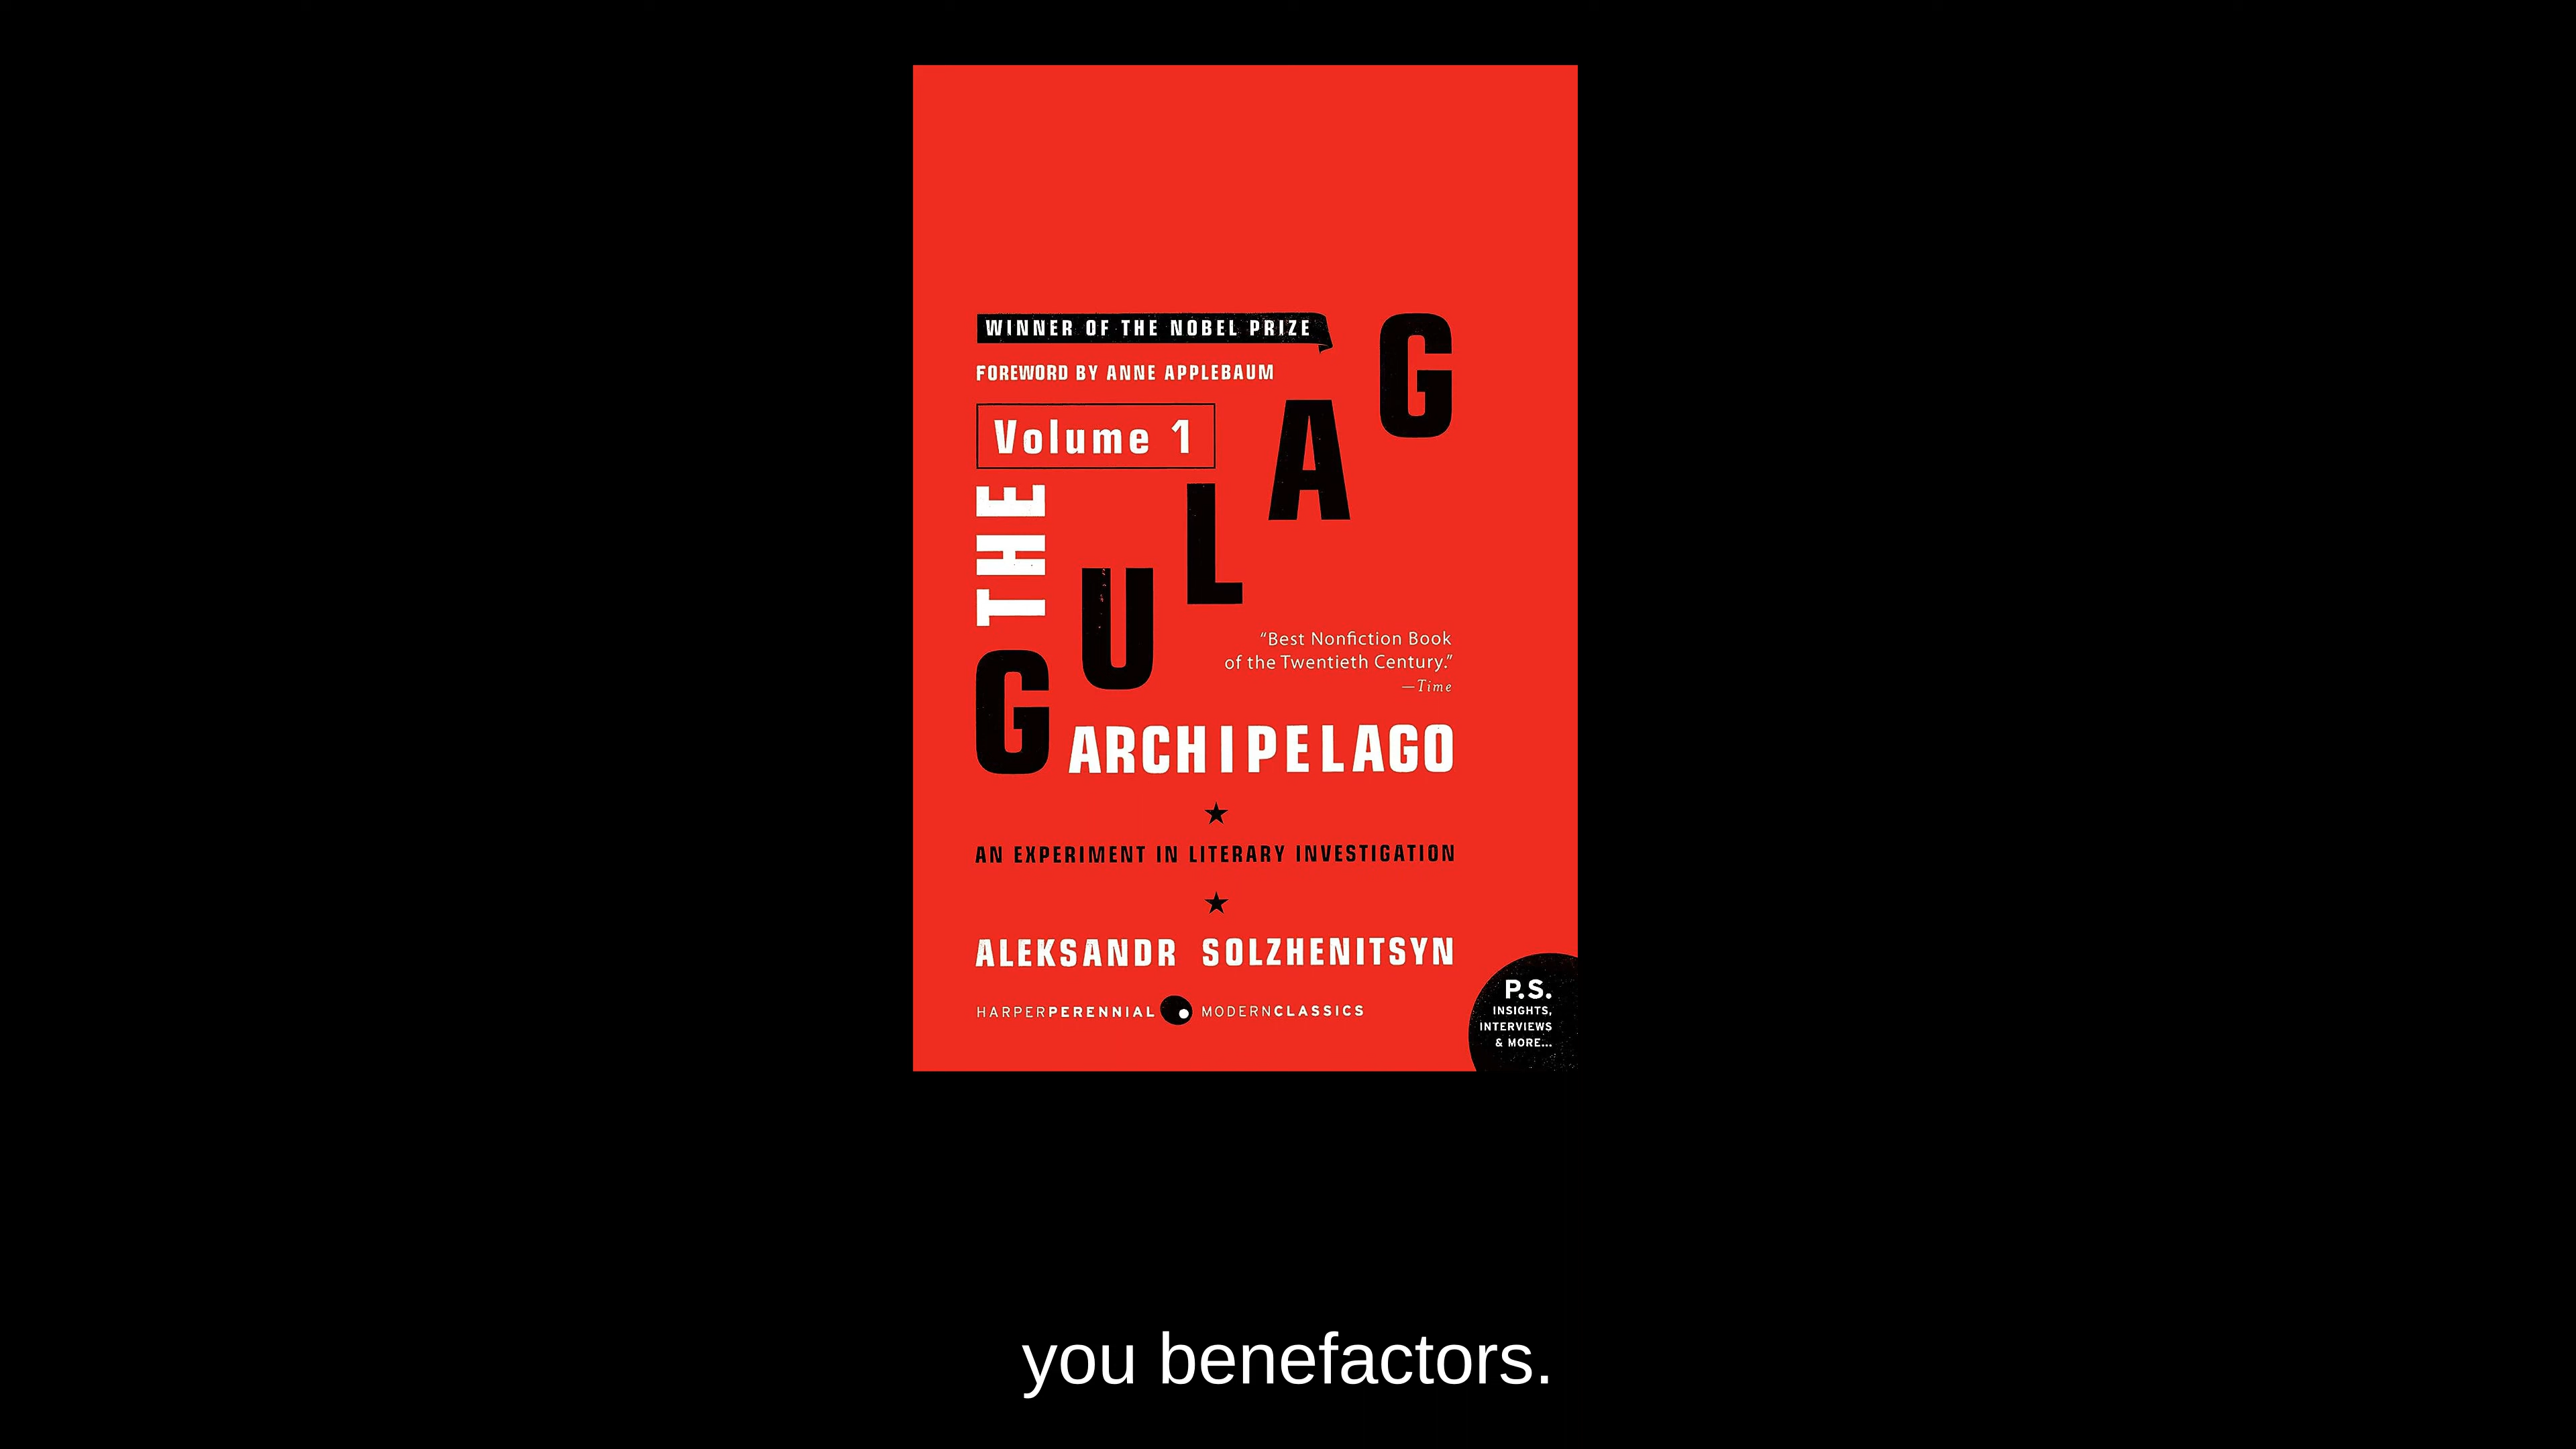 WINNER OF THE NOBEL PRIZE
FOREWORD BY ANNE APPLEBAUM
Volume 1
THE
GULAG
“Best Nonfiction Book
of the Twentieth Century.”
—Time
ARCHIPELAGO
AN EXPERIMENT IN LITERARY INVESTIGATION
ALEKSANDR SOLZHENITSYN
HARPERPERENNIAL MODERNCLASSICS
P.S.
INSIGHTS,
INTERVIEWS
& MORE...
you benefactors.